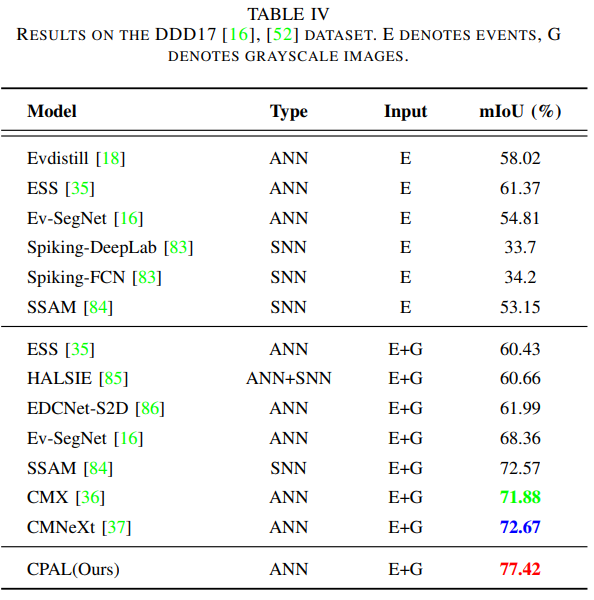 TABLE IV
RESULTS ON THE DDD17 [16], [52] DATASET. E DENOTES EVENTS, G
DENOTES GRAYSCALE IMAGES.
Model Type Input mIoU (%)
Evdistill [18] ANN E 58.02
ESS [35] ANN E 61.37
Ev-SegNet [16] ANN E 54.81
Spiking-DeepLab [83] SNN E 33.7
Spiking-FCN [83] SNN E 34.2
SSAM [84] SNN E 53.15
ESS [35] ANN E+G 60.43
HALSIE [85] ANN+SNN E+G 60.66
EDCNet-S2D [86] ANN E+G 61.99
Ev-SegNet [16] ANN E+G 68.36
SSAM [84] SNN E+G 72.57
CMX [36] ANN E+G 71.88
CMNeXt [37] ANN E+G 72.67
CPAL(Ours) ANN E+G 77.42